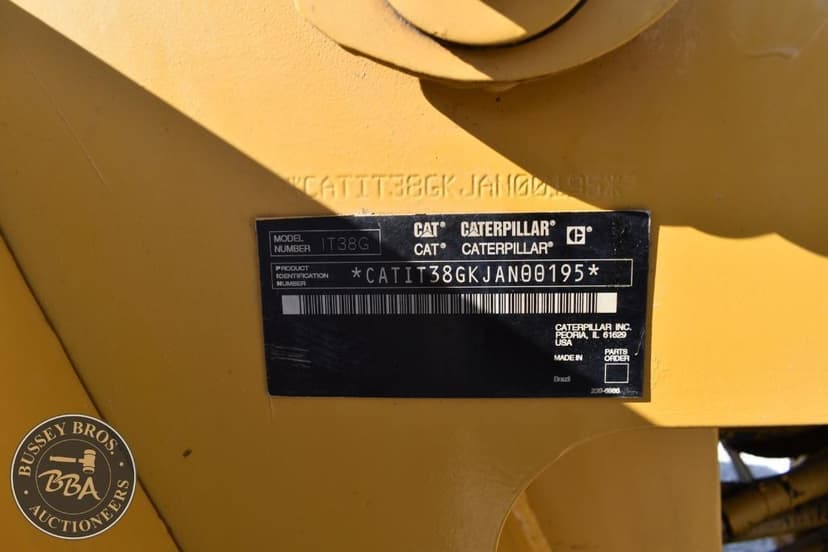 *CATIT38GKJAN00195*
MODEL NUMBER IT38G
CAT® CATERPILLAR®
CAT® CATERPILLAR®
PRODUCT IDENTIFICATION NUMBER *CATIT38GKJAN00195*
CATERPILLAR INC.
PEORIA, IL 61629
USA
MADE IN
PARTS ORDER
Brazil
BUSSEY BROS.
BBA
AUCTIONEERS